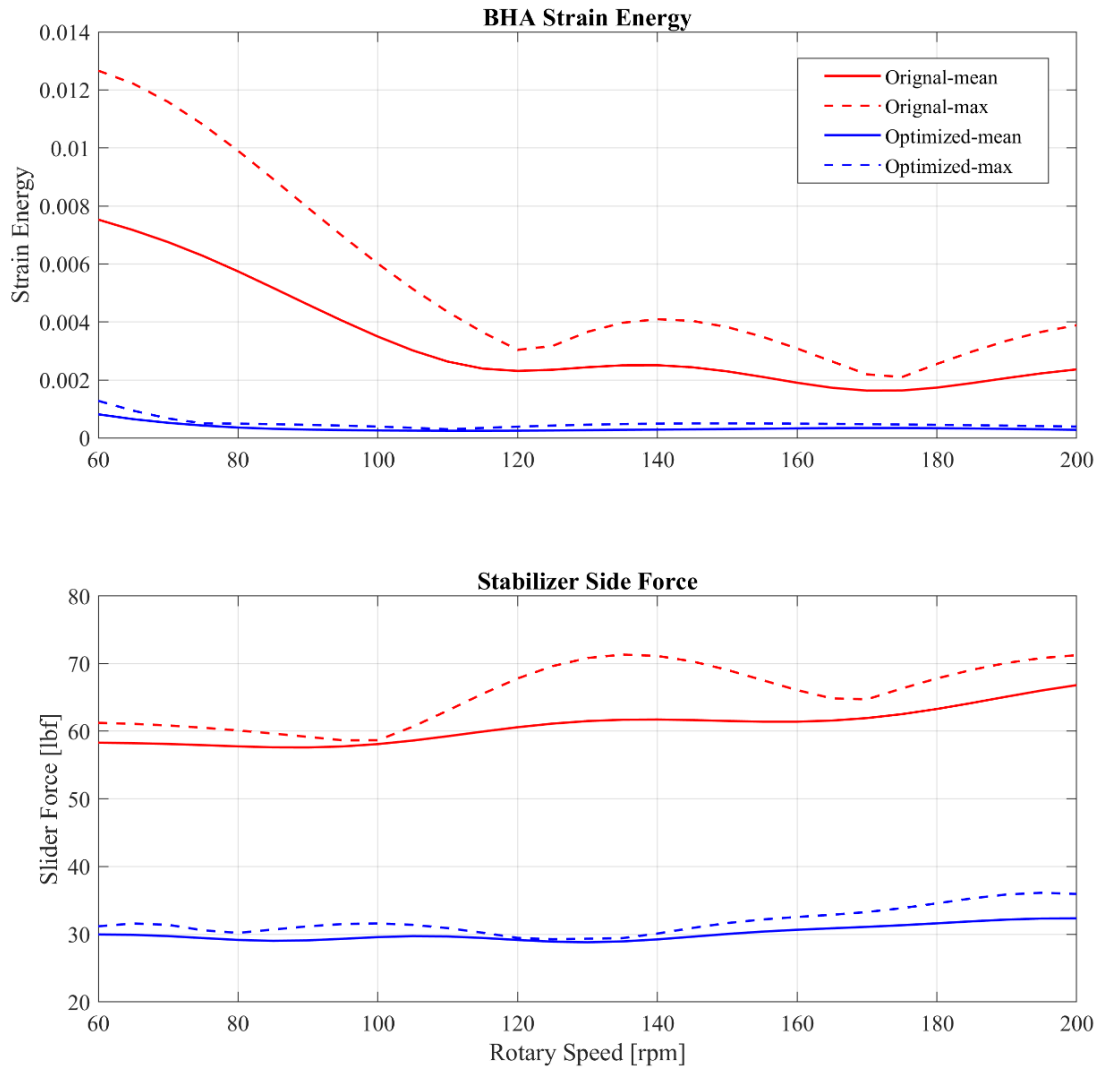 BHA Strain Energy
0.014
0.012
0.01
0.008
0.006
0.004
0.002
0
Strain Energy
Orignal-mean
Orignal-max
Optimized-mean
Optimized-max
60 80 100 120 140 160 180 200
Stabilizer Side Force
80
70
60
50
40
30
20
Slider Force [lbf]
60 80 100 120 140 160 180 200
Rotary Speed [rpm]